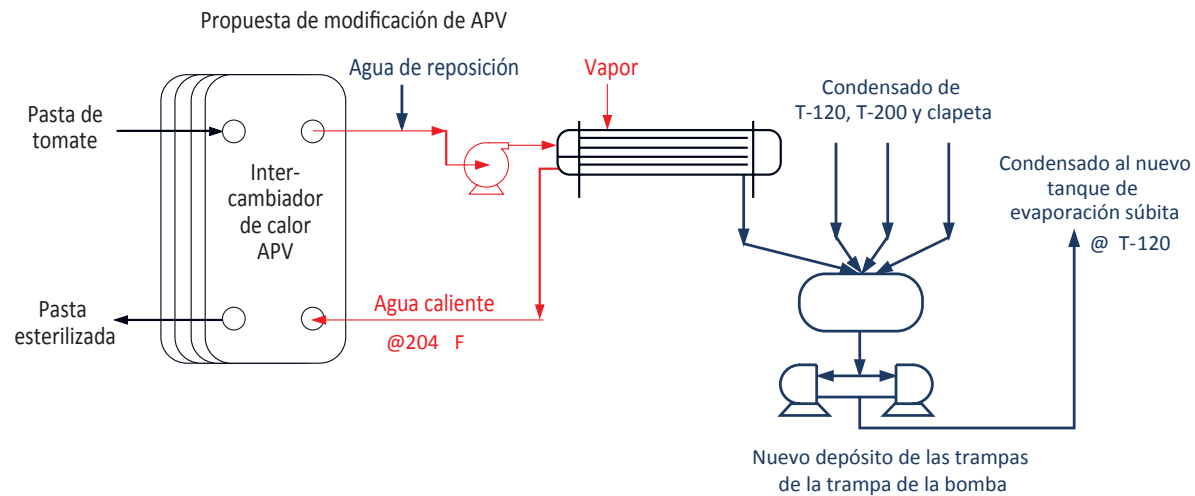 Propuesta de modificación de APV
Agua de reposición
Vapor
Pasta de
tomate
Condensado de
T-120, T-200 y clapeta
Inter-
cambiador
de calor
APV
Condensado al nuevo
tanque de
evaporación súbita
@ T-120
Pasta
esterilizada
Agua caliente
@204 F
Nuevo depósito de las trampas
de la trampa de la bomba